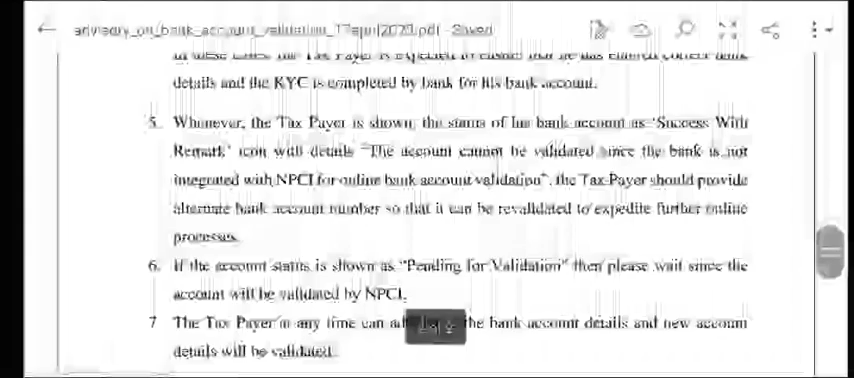 advisory_on_bank_account_validation_17april2023.pdf - Saved
details and the KYC is completed by bank for his bank account.
5. Whenever, the Tax Payer is shown, the status of his bank account as 'Success With
Remark' icon with details "The account cannot be validated since the bank is not
integrated with NPCI for online bank account validation", the Tax Payer should provide
alternate bank account number so that it can be revalidated to expedite further online
processes.
6. If the account status is shown as "Pending for Validation" then please wait since the
account will be validated by NPCI.
7 The Tax Payer at any time can the bank account details and new account
details will be validated.